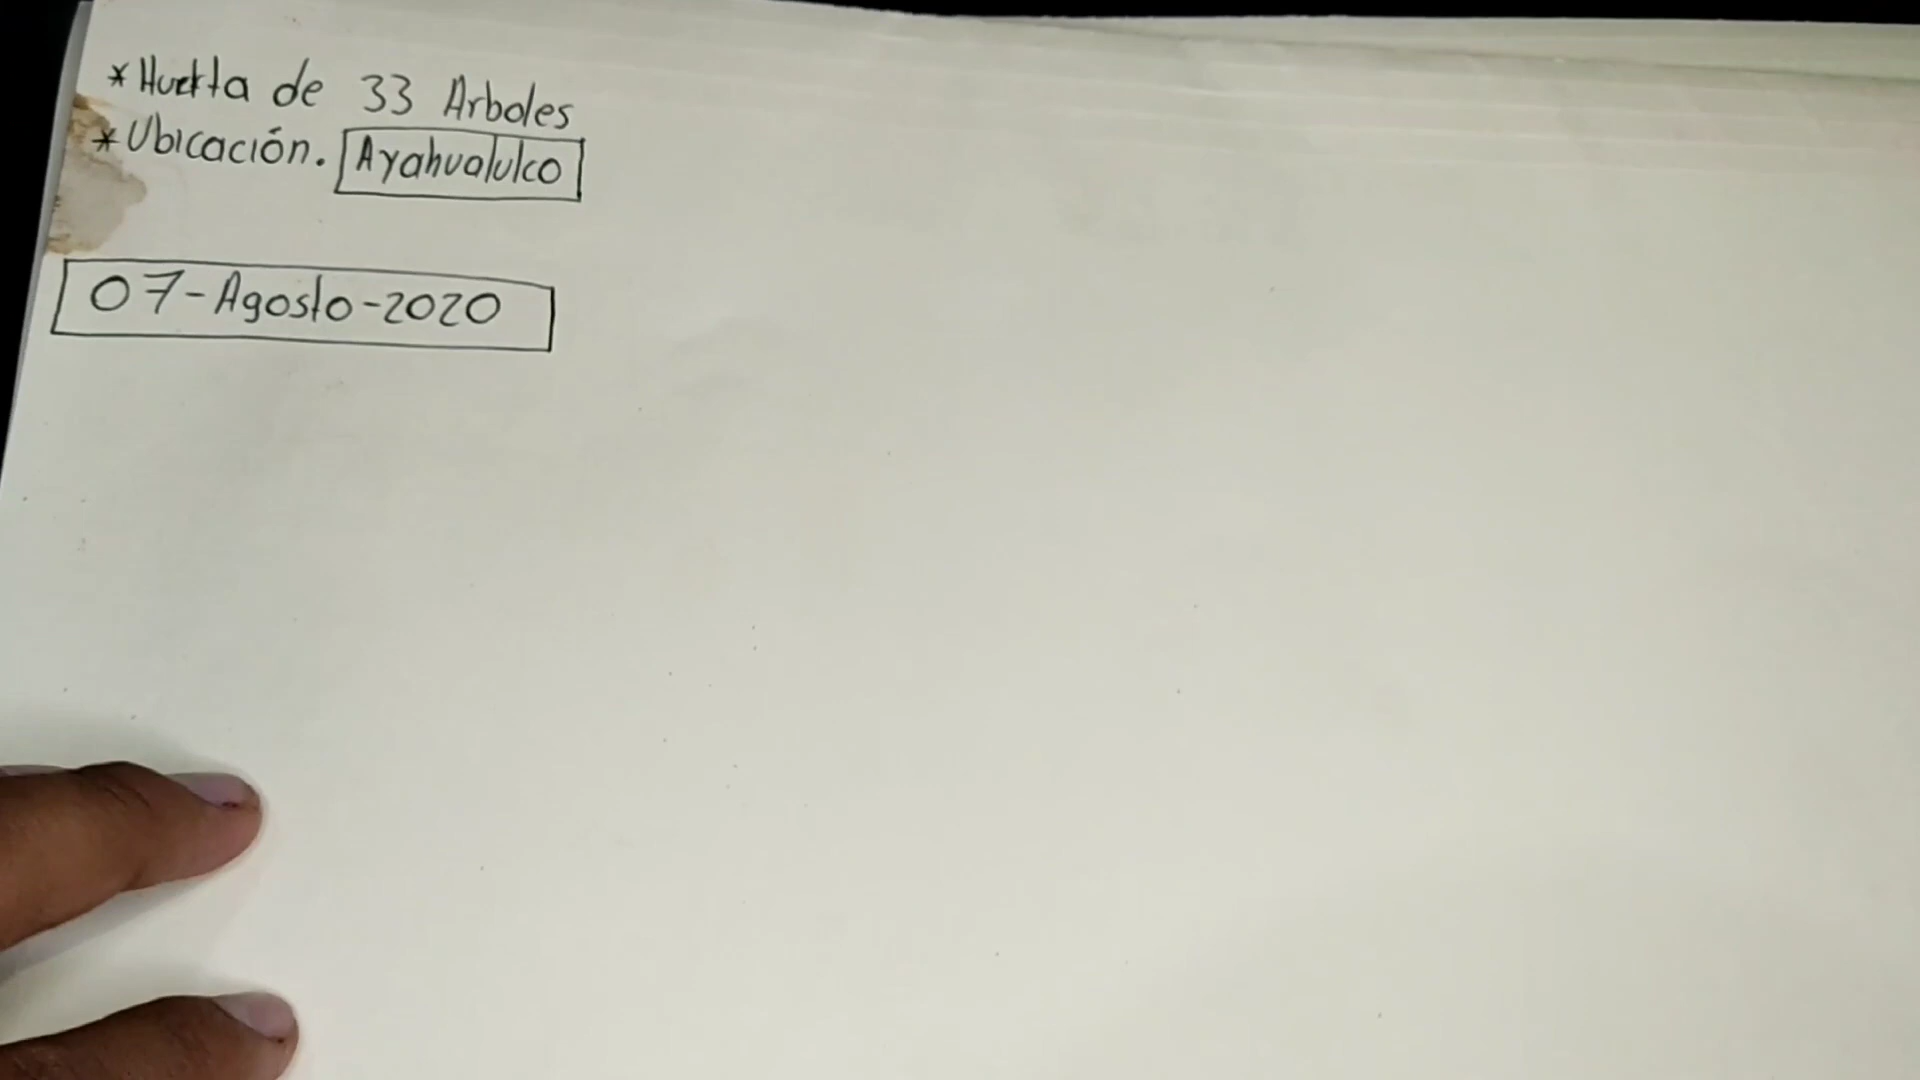 * Huerta de 33 Arboles
* Ubicación. Ayahualulco
07-Agosto-2020